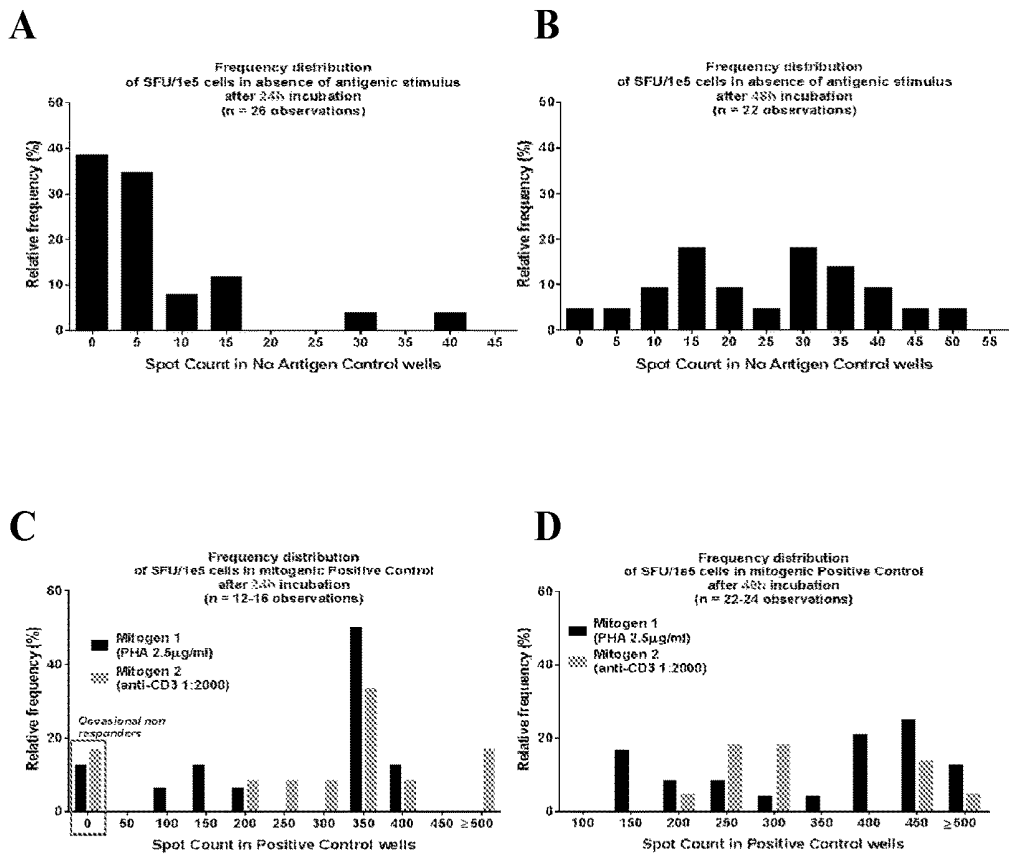 A
Frequency distribution
of SFU/1e5 cells in absence of antigenic stimulus
after 24h incubation
(n = 26 observations)
Relative frequency (%)
50
40
30
20
10
0
0 5 10 15 20 25 30 35 40 45
Spot Count in No Antigen Control wells
B
Frequency distribution
of SFU/1e5 cells in absence of antigenic stimulus
after 48h incubation
(n = 22 observations)
Relative frequency (%)
50
40
30
20
10
0
0 5 10 15 20 25 30 35 40 45 50 55
Spot Count in No Antigen Control wells
C
Frequency distribution
of SFU/1e5 cells in mitogenic Positive Control
after 24h incubation
(n = 12-16 observations)
Relative frequency (%)
60
40
20
0
Mitogen 1
(PHA 2.5µg/ml)
Mitogen 2
(anti-CD3 1:2000)
Occasional non
responders
0 50 100 150 200 250 300 350 400 450 ≥500
Spot Count in Positive Control wells
D
Frequency distribution
of SFU/1e5 cells in mitogenic Positive Control
after 48h incubation
(n = 22-24 observations)
Relative frequency (%)
60
40
20
0
Mitogen 1
(PHA 2.5µg/ml)
Mitogen 2
(anti-CD3 1:2000)
100 150 200 250 300 350 400 450 ≥500
Spot Count in Positive Control wells